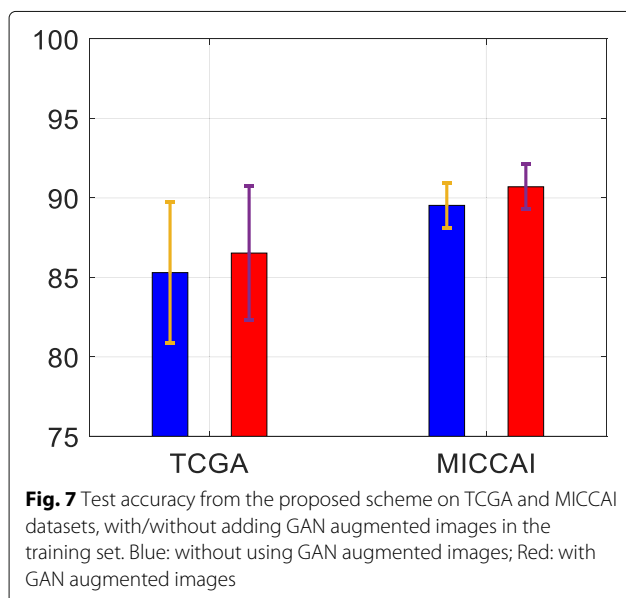 100
95
90
85
80
75
TCGA MICCAI
Fig. 7 Test accuracy from the proposed scheme on TCGA and MICCAI
datasets, with/without adding GAN augmented images in the
training set. Blue: without using GAN augmented images; Red: with
GAN augmented images